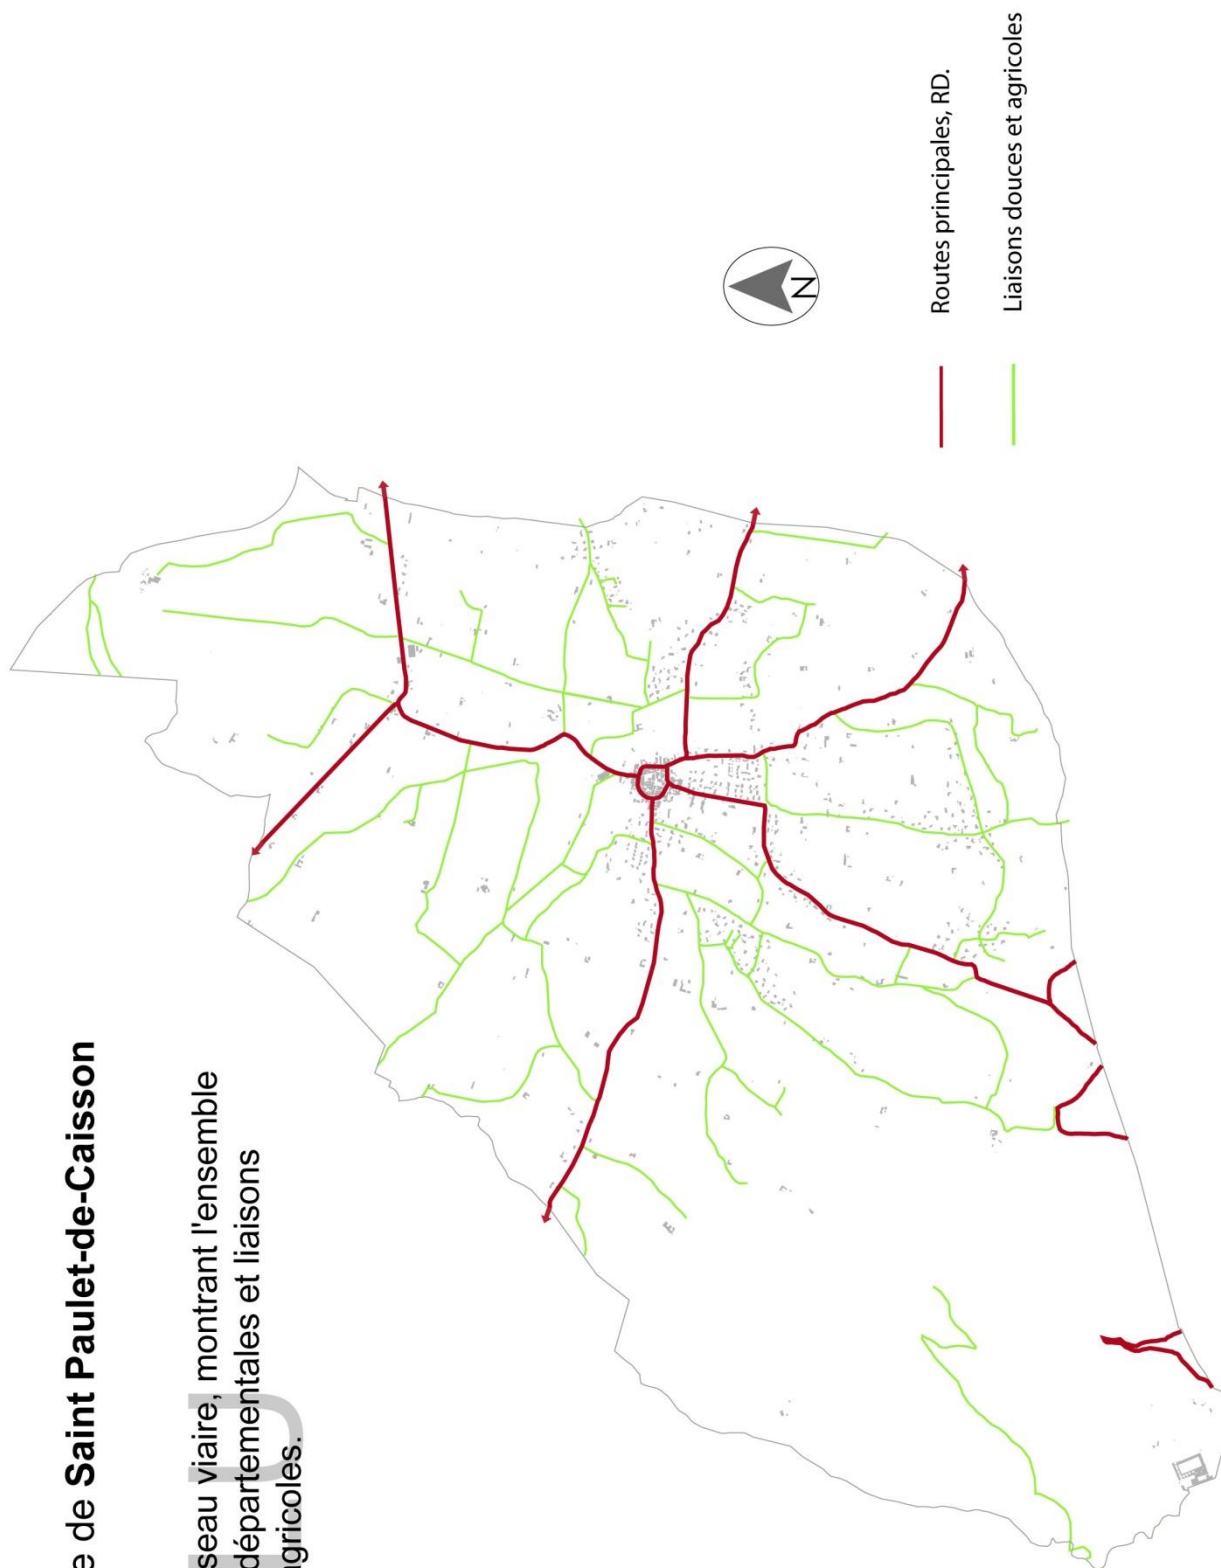 e de Saint Paulet-de-Caisson
seau viaire, montrant l'ensemble
départementales et liaisons
agricoles.
N
Routes principales, RD.
Liaisons douces et agricoles